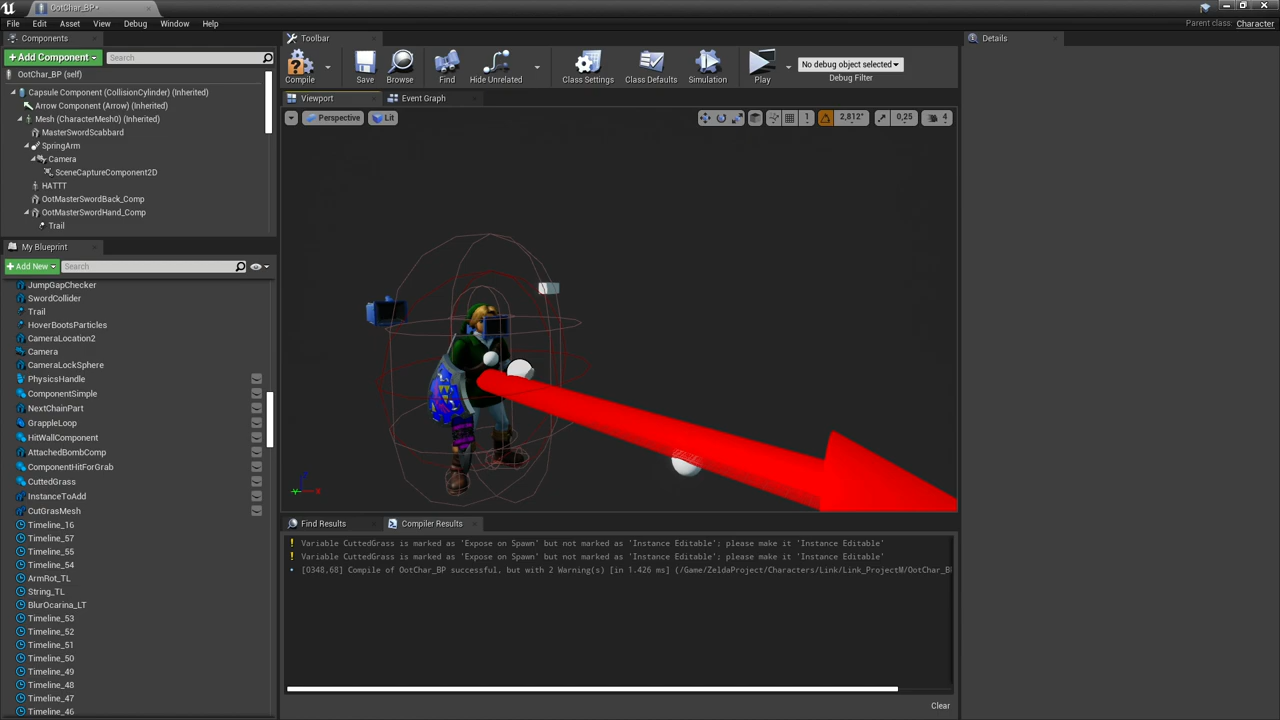 OotChar_BP*
File Edit Asset View Debug Window Help
Parent class: Character
Components
+Add Component
Search
OotChar_BP (self)
Capsule Component (CollisionCylinder) (Inherited)
Arrow Component (Arrow) (Inherited)
Mesh (CharacterMesh0) (Inherited)
MasterSwordScabbard
SpringArm
Camera
SceneCaptureComponent2D
HATTT
OotMasterSwordBack_Comp
OotMasterSwordHand_Comp
Trail
My Blueprint
+Add New
Search
JumpGapChecker
SwordCollider
Trail
HoverBootsParticles
CameraLocation2
Camera
CameraLockSphere
PhysicsHandle
ComponentSimple
NextChainPart
GrappleLoop
HitWallComponent
AttachedBombComp
ComponentHitForGrab
CuttedGrass
InstanceToAdd
CutGrasMesh
Timeline_16
Timeline_57
Timeline_55
Timeline_54
ArmRot_TL
String_TL
BlurOcarina_LT
Timeline_53
Timeline_52
Timeline_51
Timeline_50
Timeline_49
Timeline_48
Timeline_47
Timeline_46
Toolbar
Compile Save Browse Find Hide Unrelated Class Settings Class Defaults Simulation Play
No debug object selected
Debug Filter
Viewport Event Graph
Perspective Lit
1 2,812° 0,25 4
Find Results Compiler Results
! Variable CuttedGrass is marked as 'Expose on Spawn' but not marked as 'Instance Editable'; please make it 'Instance Editable'
! Variable CuttedGrass is marked as 'Expose on Spawn' but not marked as 'Instance Editable'; please make it 'Instance Editable'
• [0348,68] Compile of OotChar_BP successful, but with 2 Warning(s) [in 1.426 ms] (/Game/ZeldaProject/Characters/Link/Link_ProjectM/OotChar_B
Clear
Details